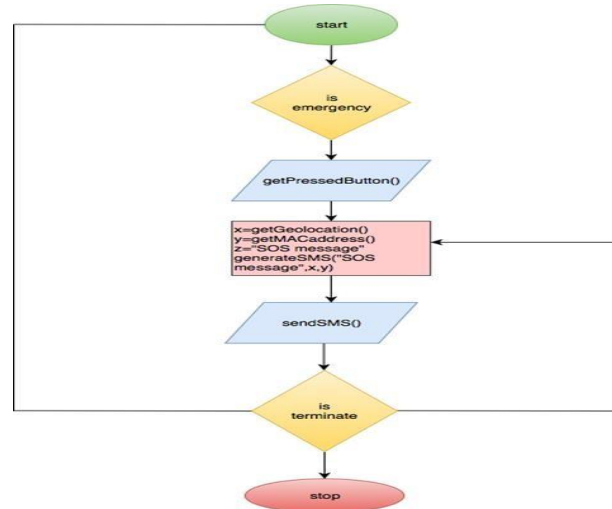 start
is
emergency
getPressedButton()
x=getGeolocation()
y=getMACaddress()
z="SOS message"
generateSMS("SOS
message",x,y)
sendSMS()
is
terminate
stop